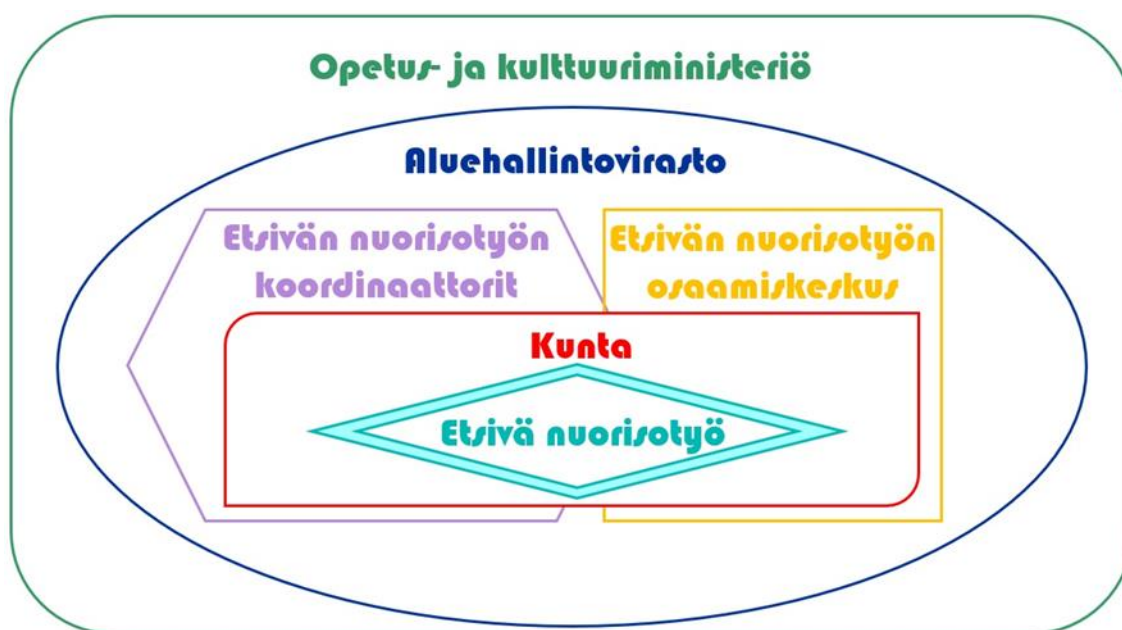 Opetus- ja kulttuuriministeriö
Aluehallintovirasto
Etsivän nuorisotyön
koordinaattorit
Etsivän nuorisotyön
osaamiskeskus
Kunta
Etsivä nuorisotyö